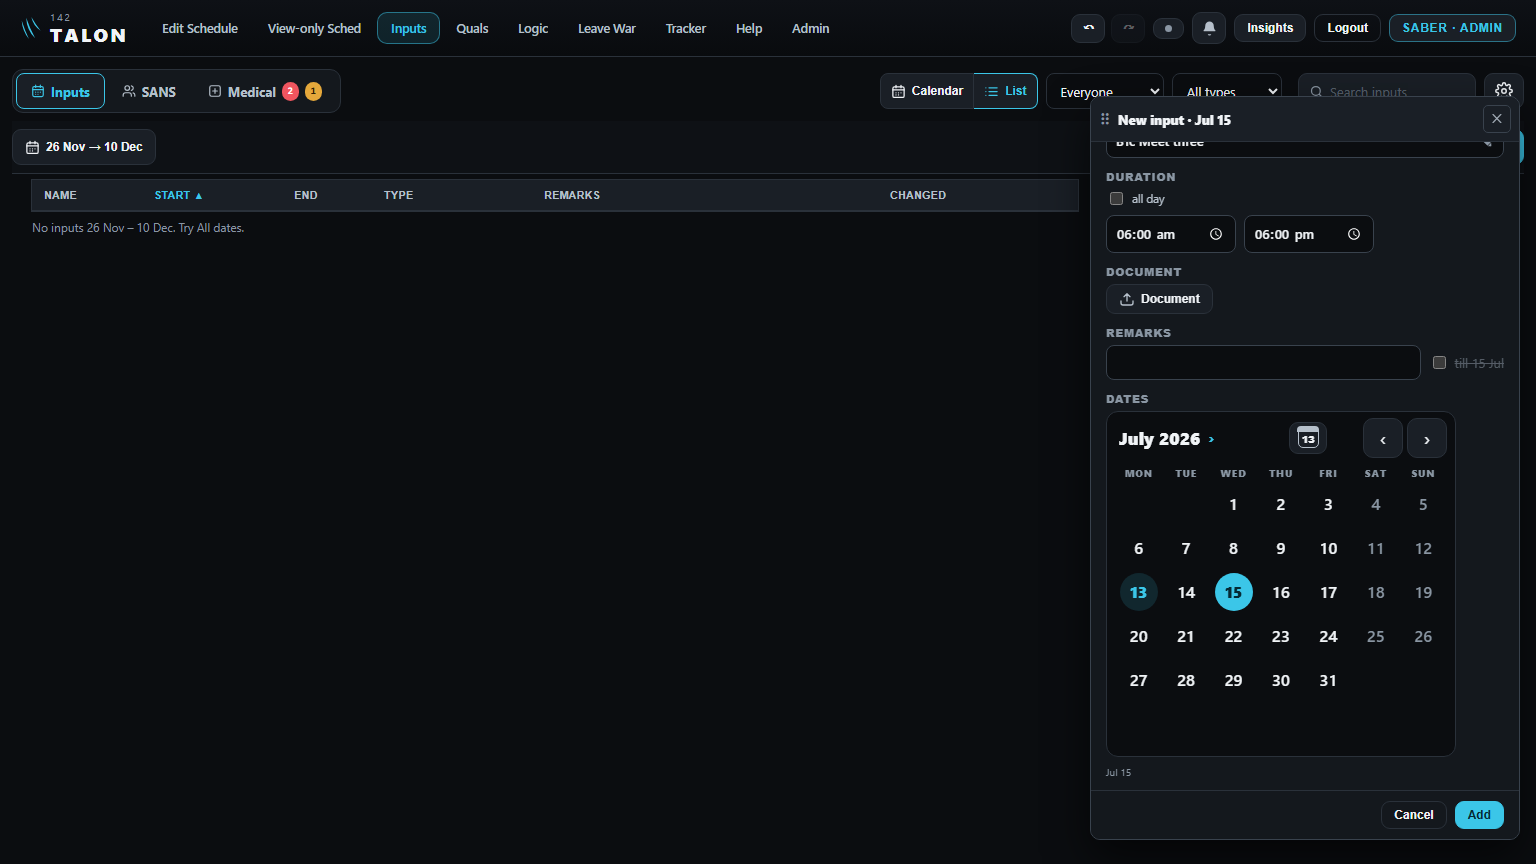 142
TALON
Edit Schedule
View-only Sched
Inputs
Quals
Logic
Leave War
Tracker
Help
Admin
Insights
Logout
SABER · ADMIN
Inputs
SANS
Medical 2 1
Calendar
List
Everyone
All types
Search inputs
26 Nov → 10 Dec
NAME START ▲ END TYPE REMARKS CHANGED
No inputs 26 Nov – 10 Dec. Try All dates.
New input · Jul 15
Meet three
DURATION
all day
06:00 am 06:00 pm
DOCUMENT
Document
REMARKS
till 15 Jul
DATES
July 2026 › 13 ‹ ›
MON TUE WED THU FRI SAT SUN
1 2 3 4 5
6 7 8 9 10 11 12
13 14 15 16 17 18 19
20 21 22 23 24 25 26
27 28 29 30 31
Jul 15
Cancel
Add